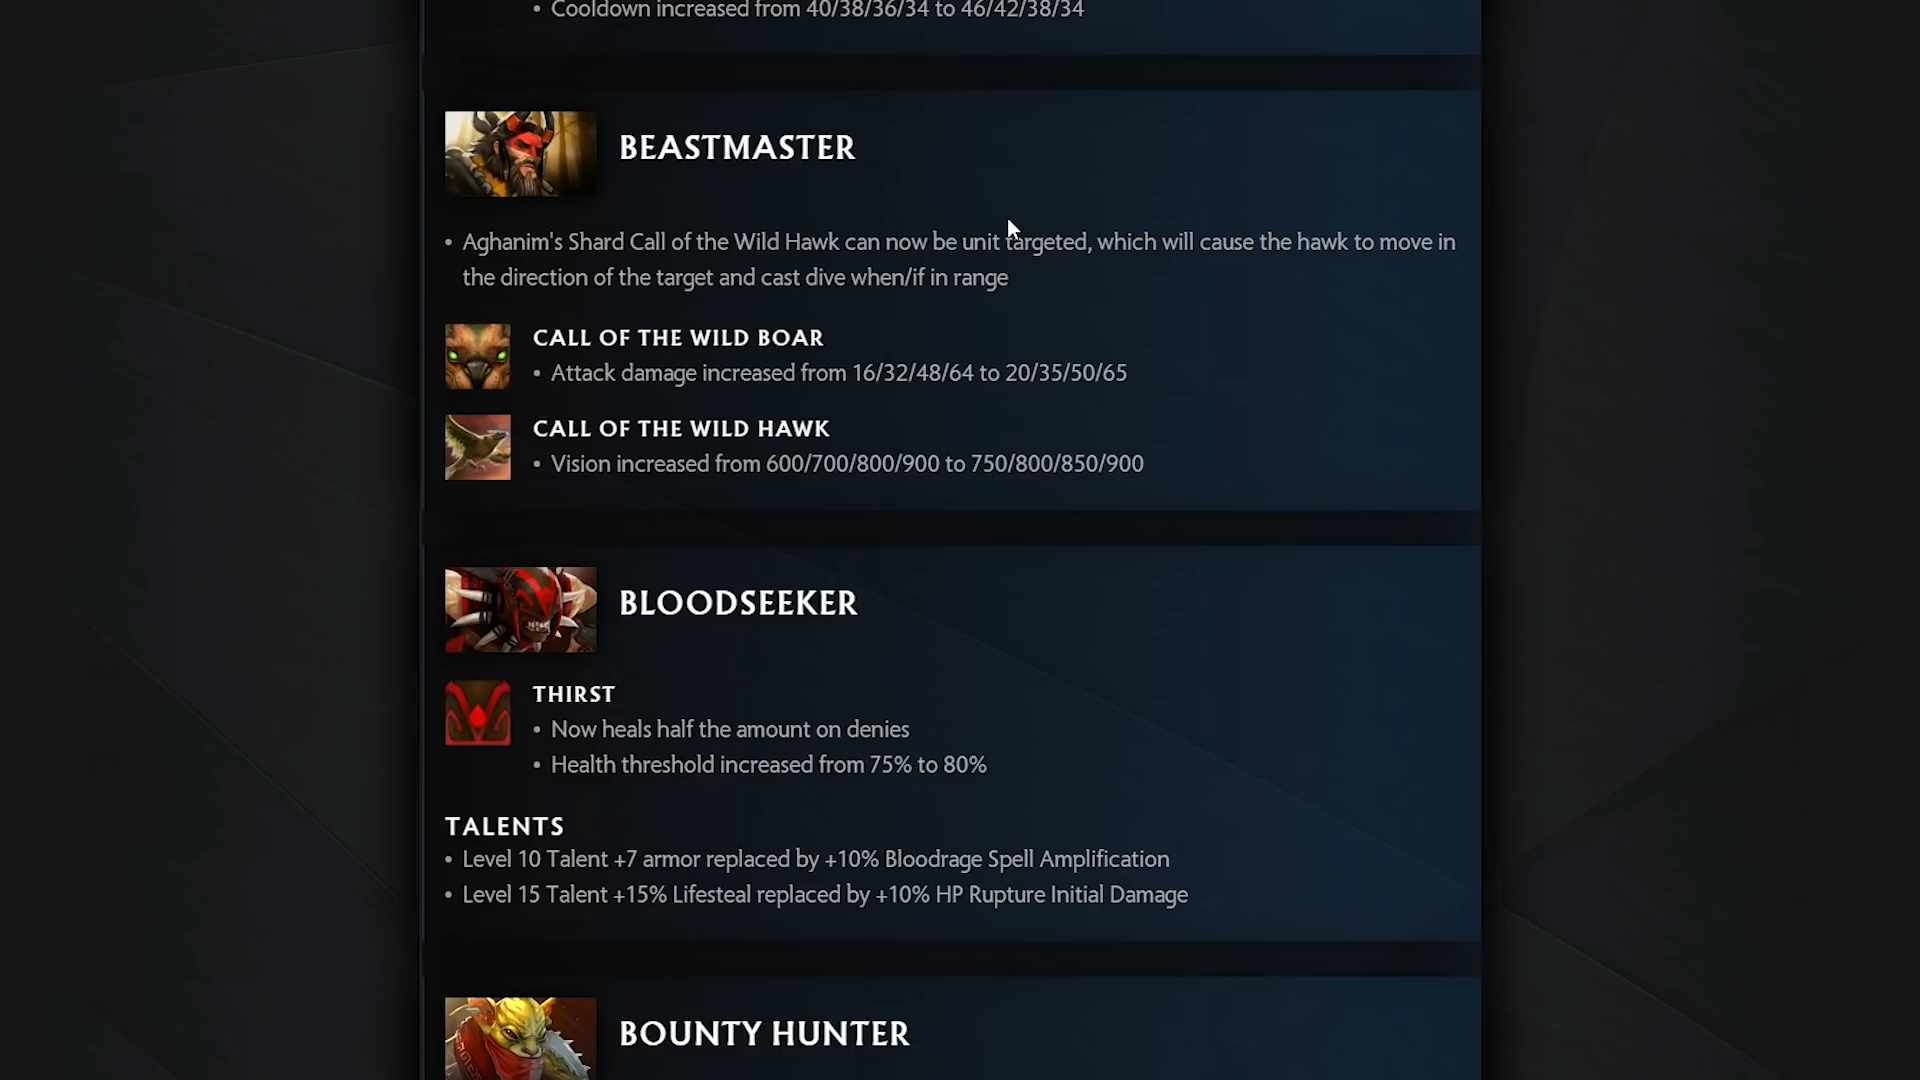 • Cooldown increased from 40/38/36/34 to 46/42/38/34
BEASTMASTER
• Aghanim's Shard Call of the Wild Hawk can now be unit targeted, which will cause the hawk to move in
the direction of the target and cast dive when/if in range
CALL OF THE WILD BOAR
• Attack damage increased from 16/32/48/64 to 20/35/50/65
CALL OF THE WILD HAWK
• Vision increased from 600/700/800/900 to 750/800/850/900
BLOODSEEKER
THIRST
• Now heals half the amount on denies
• Health threshold increased from 75% to 80%
TALENTS
• Level 10 Talent +7 armor replaced by +10% Bloodrage Spell Amplification
• Level 15 Talent +15% Lifesteal replaced by +10% HP Rupture Initial Damage
BOUNTY HUNTER